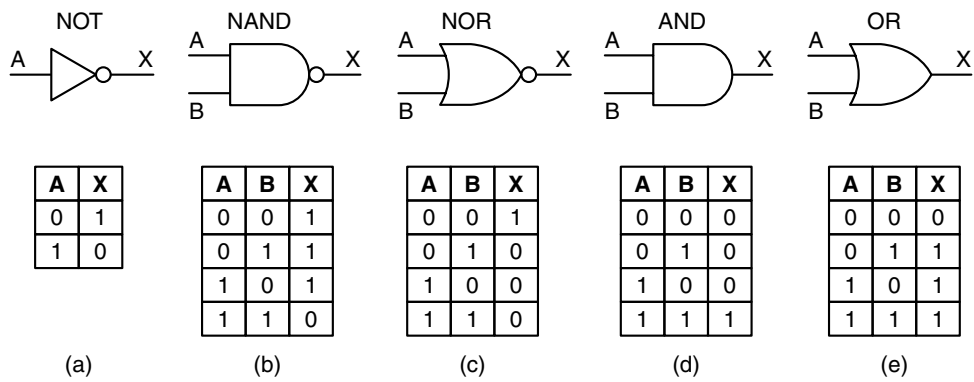 NOT
A X
NAND
A X
B
NOR
A X
B
AND
A X
B
OR
A X
B
A X
0 1
1 0
A B X
0 0 1
0 1 1
1 0 1
1 1 0
A B X
0 0 1
0 1 0
1 0 0
1 1 0
A B X
0 0 0
0 1 0
1 0 0
1 1 1
A B X
0 0 0
0 1 1
1 0 1
1 1 1
(a) (b) (c) (d) (e)